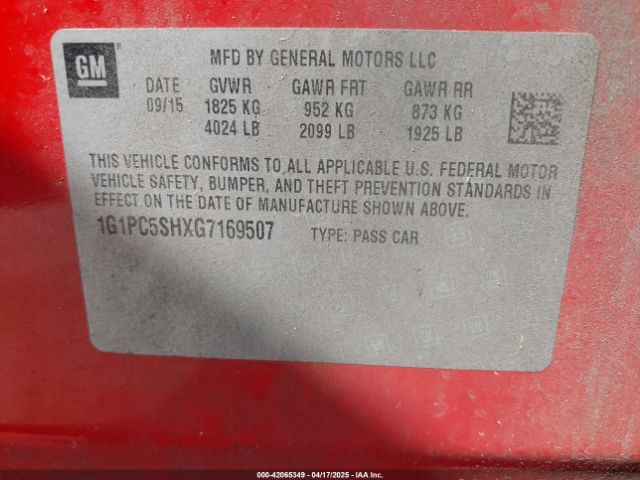 GM
MFD BY GENERAL MOTORS LLC
DATE GVWR GAWR FRT GAWR RR
09/15 1825 KG 952 KG 873 KG
4024 LB 2099 LB 1925 LB
THIS VEHICLE CONFORMS TO ALL APPLICABLE U.S. FEDERAL MOTOR
VEHICLE SAFETY, BUMPER, AND THEFT PREVENTION STANDARDS IN
EFFECT ON THE DATE OF MANUFACTURE SHOWN ABOVE.
1G1PC5SHXG7169507 TYPE: PASS CAR
000-42065349 - 04/17/2025 - IAA Inc.